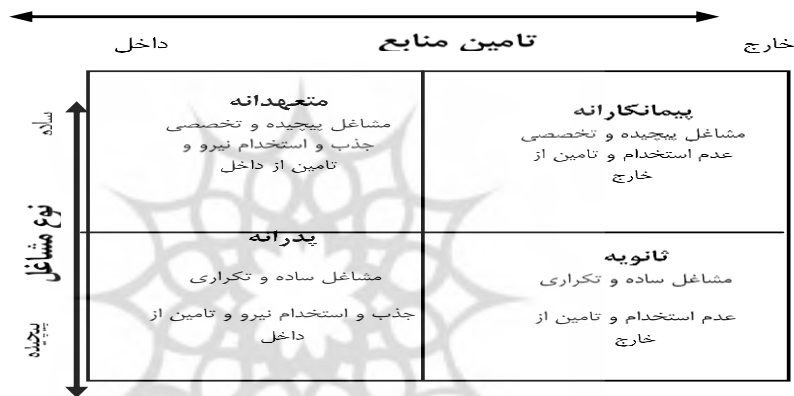 تامین منابع
خارج
داخل
نوع مشاغل
ساده
پیچیده
پیمانکارانه
مشاغل پیچیده و تخصصی
عدم استخدام و تامین از
خارج
متعهدانه
مشاغل پیچیده و تخصصی
جذب و استخدام نیرو و
تامین از داخل
ثانویه
مشاغل ساده و تکراری
عدم استخدام و تامین از
خارج
پدرانه
مشاغل ساده و تکراری
جذب و استخدام نیرو و تامین از
داخل